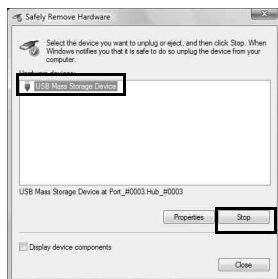 Safely Remove Hardware
Select the device you want to unplug or eject, and then click Stop. When
Windows notifies you that it is safe to do so unplug the device from your
computer.
Hardware devices:
USB Mass Storage Device
USB Mass Storage Device at Port_#0003.Hub_#0003
Properties
Stop
Display device components
Close